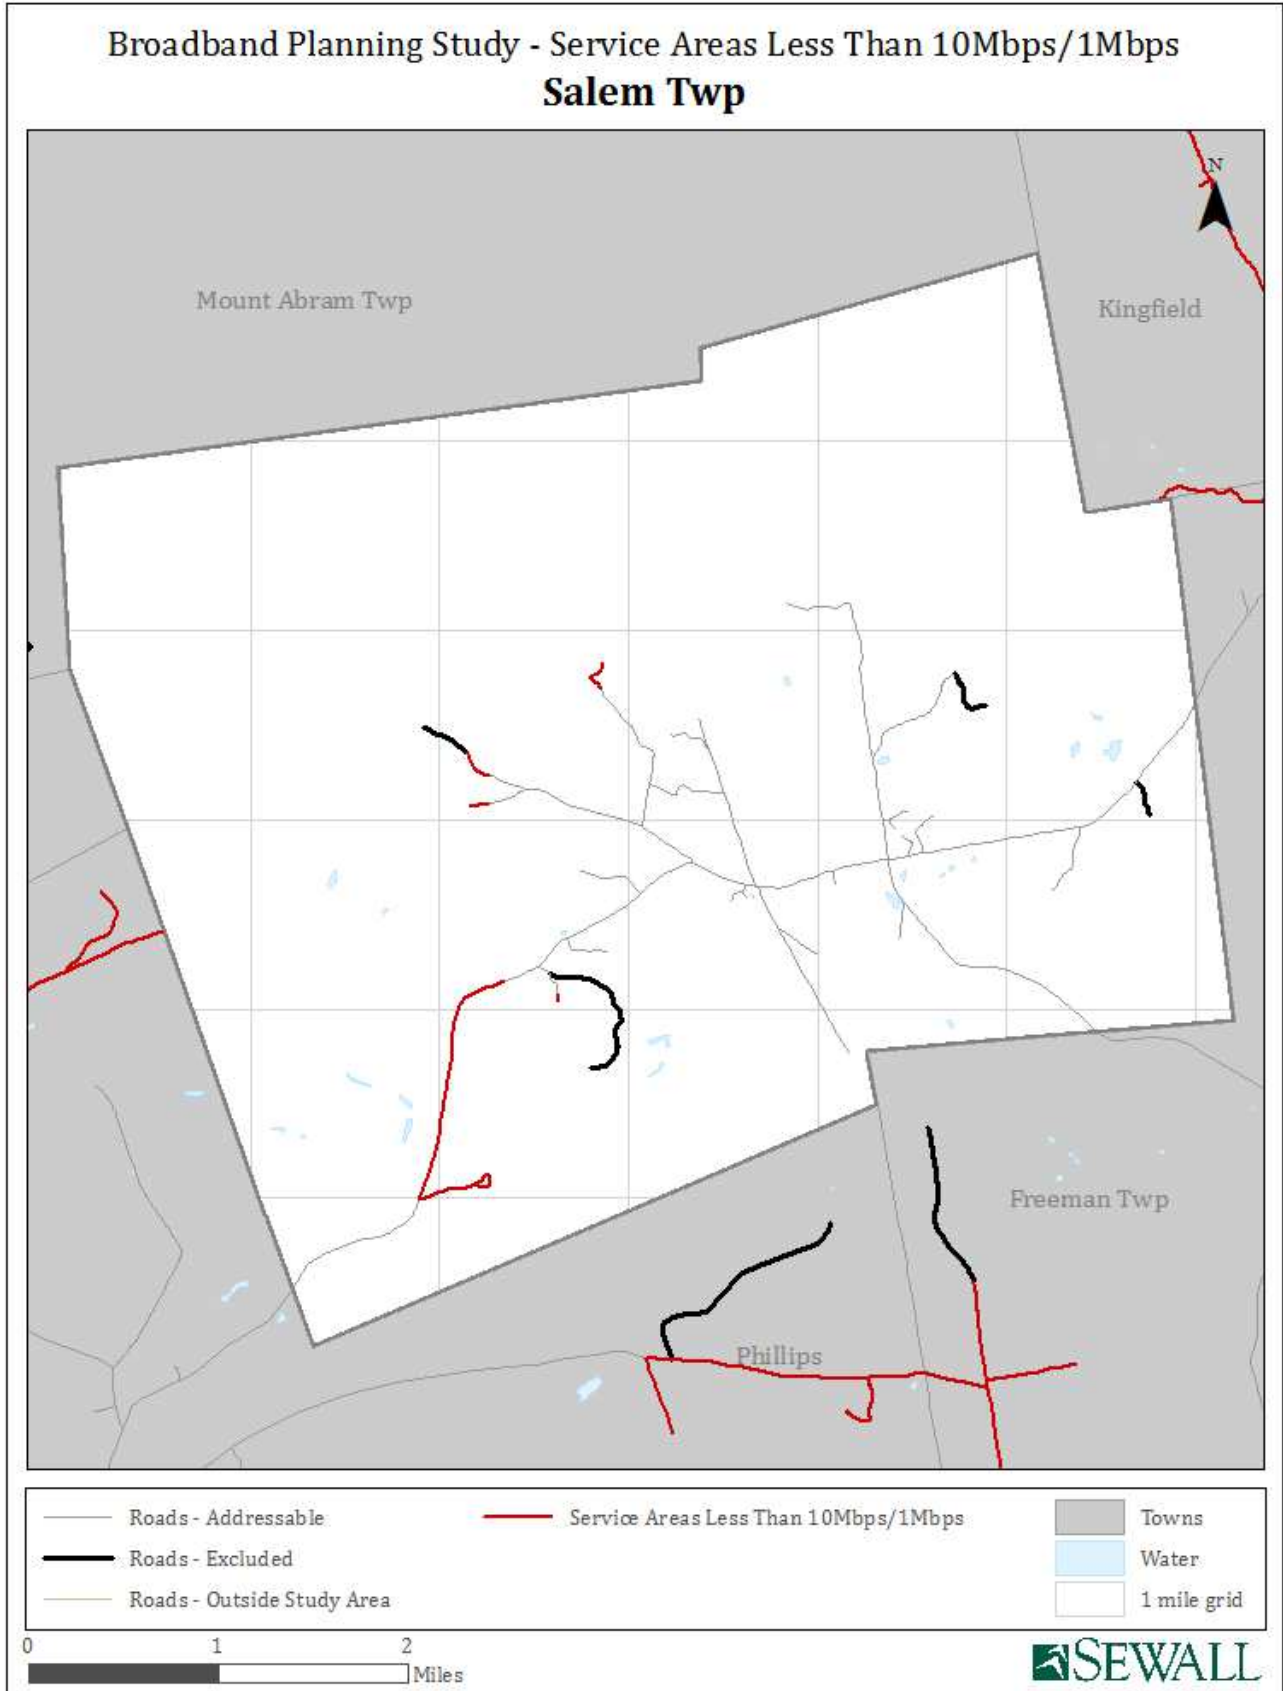 Broadband Planning Study - Service Areas Less Than 10Mbps/1Mbps
Salem Twp
N
Mount Abram Twp
Kingfield
Freeman Twp
Phillips
Roads - Addressable
Service Areas Less Than 10Mbps/1Mbps
Towns
Roads - Excluded
Water
Roads - Outside Study Area
1 mile grid
0 1 2
Miles
SEWALL